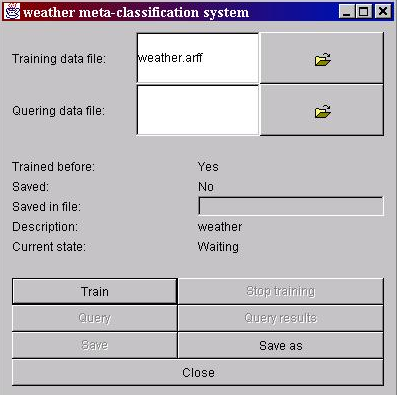 weather meta-classification system
Training data file: weather.arff
Quering data file:
Trained before: Yes
Saved: No
Saved in file:
Description: weather
Current state: Waiting
Train Stop training
Query Query results
Save Save as
Close